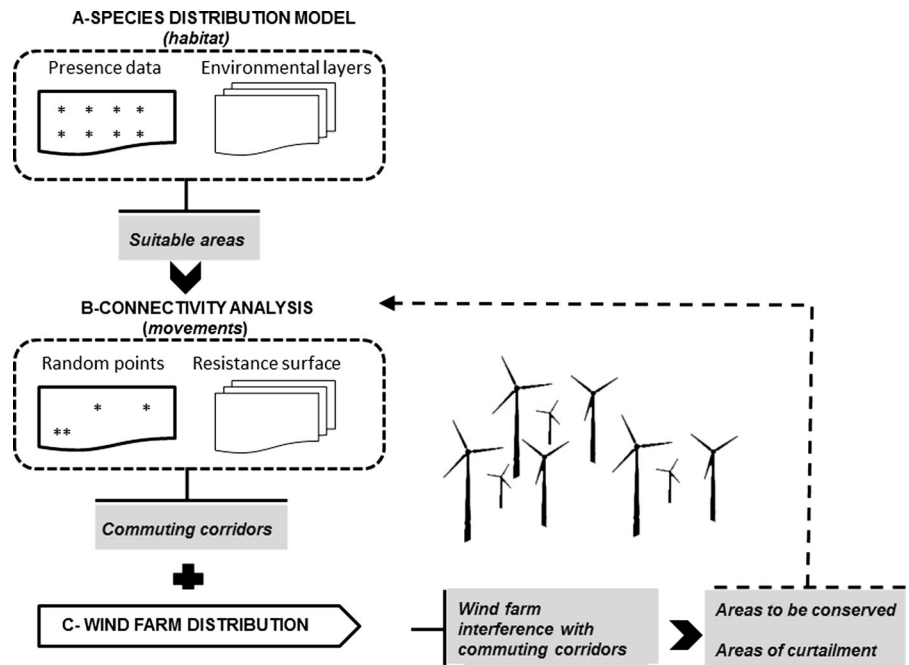 A-SPECIES DISTRIBUTION MODEL
(habitat)
Presence data
Environmental layers
* * * *
* * * *
Suitable areas
B-CONNECTIVITY ANALYSIS
(movements)
Random points
Resistance surface
* *
**
Commuting corridors
C- WIND FARM DISTRIBUTION
Wind farm
interference with
commuting corridors
Areas to be conserved
Areas of curtailment